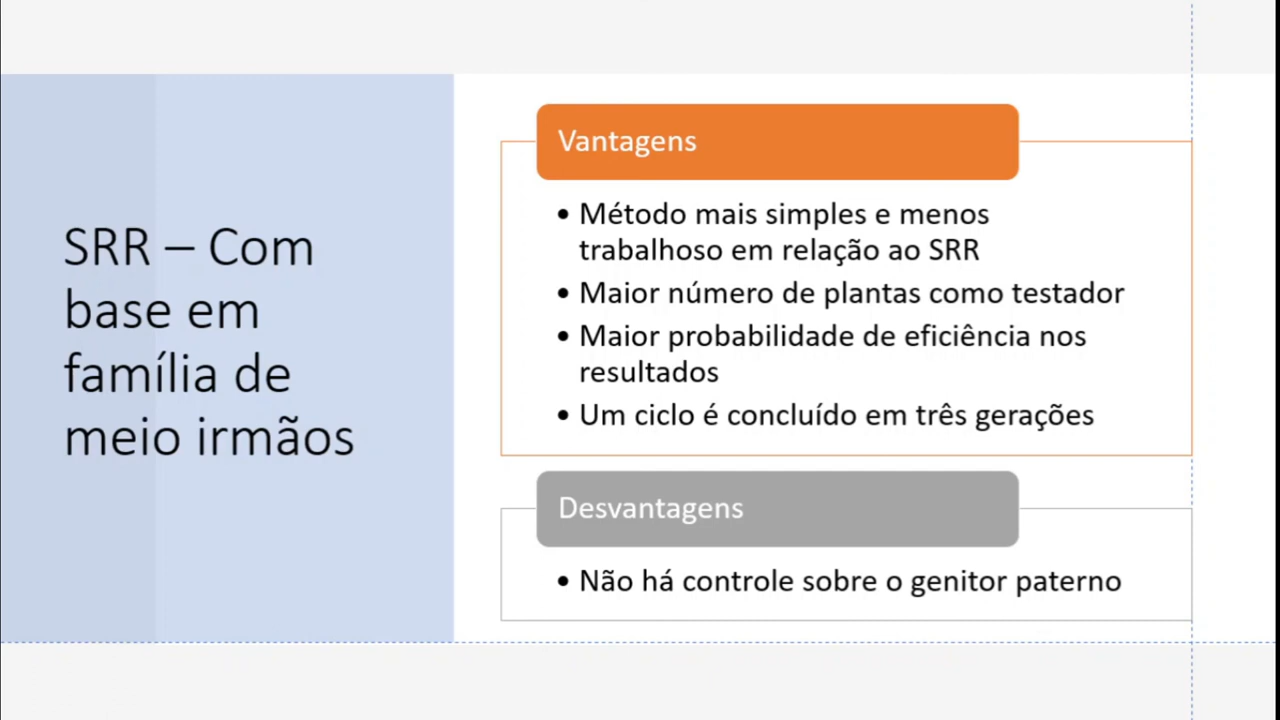 SRR – Com
base em
família de
meio irmãos
Vantagens
• Método mais simples e menos
trabalhoso em relação ao SRR
• Maior número de plantas como testador
• Maior probabilidade de eficiência nos
resultados
• Um ciclo é concluído em três gerações
Desvantagens
• Não há controle sobre o genitor paterno